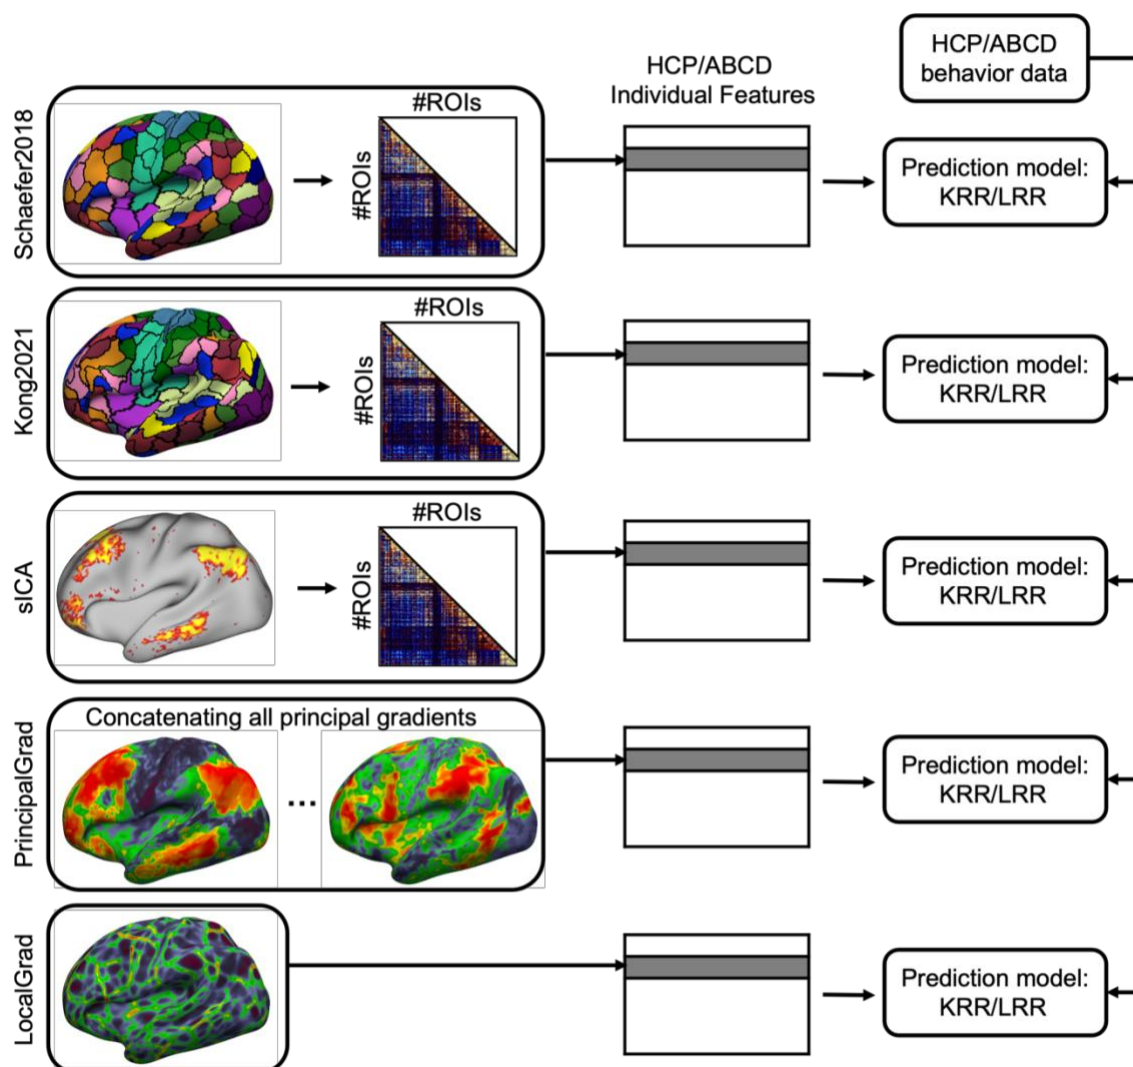 HCP/ABCD
behavior data
HCP/ABCD
Individual Features
Schaefer2018
#ROIs
#ROIs
Prediction model:
KRR/LRR
Kong2021
#ROIs
#ROIs
Prediction model:
KRR/LRR
sICA
#ROIs
#ROIs
Prediction model:
KRR/LRR
PrincipalGrad
Concatenating all principal gradients
...
Prediction model:
KRR/LRR
LocalGrad
Prediction model:
KRR/LRR